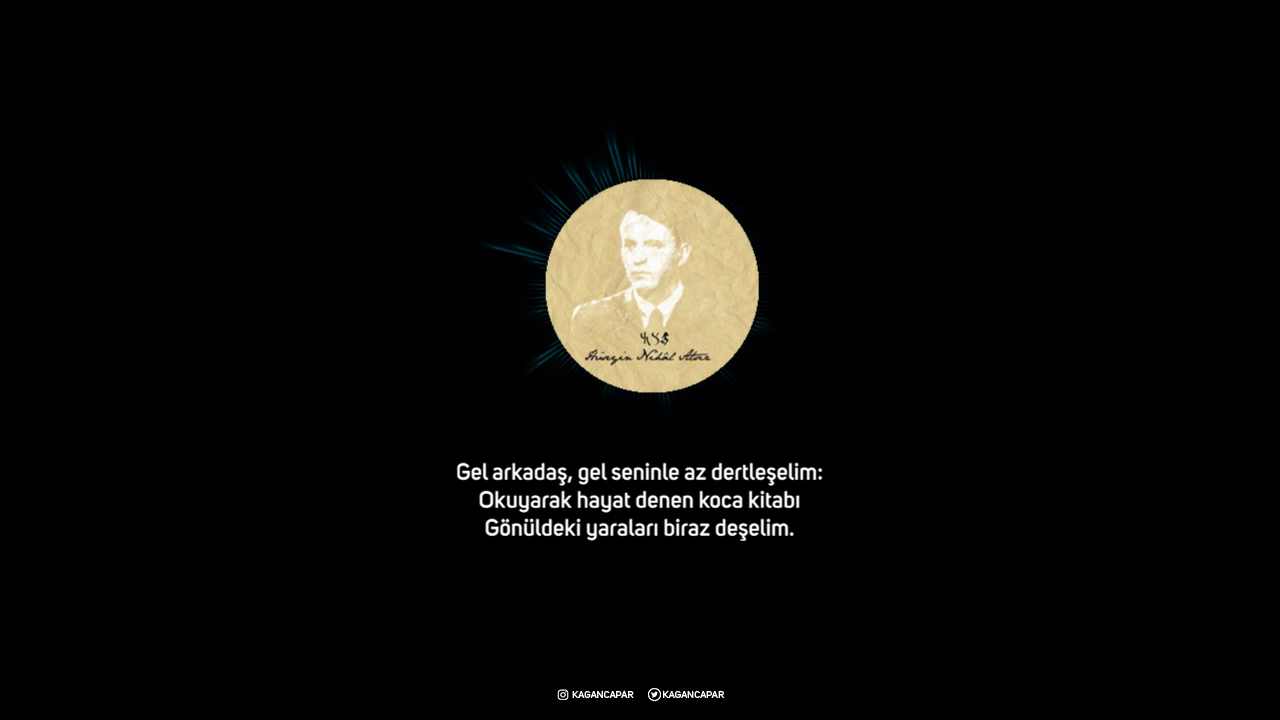 Hüseyin Nihâl Atsız
Gel arkadaş, gel seninle az dertleşelim:
Okuyarak hayat denen koca kitabı
Gönüldeki yaraları biraz deşelim.
KAGANCAPAR KAGANCAPAR